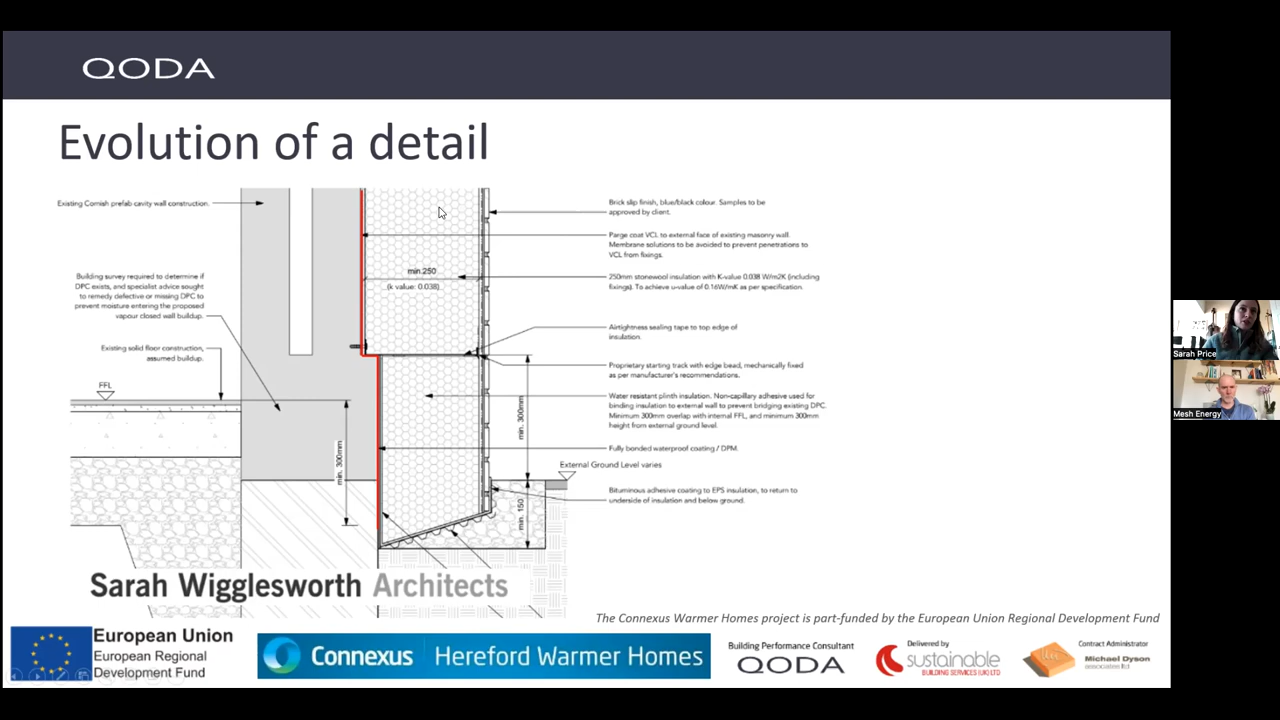 QODA
Evolution of a detail
Existing Cornish prefab cavity wall construction.
Building survey required to determine if
DPC exists, and specialist advice sought
to remedy defective or missing DPC to
prevent moisture entering the proposed
vapour closed wall buildup.
Existing solid floor construction,
assumed buildup.
FFL
min.250
(k value: 0.038)
min. 300mm
min. 300mm
min. 150
Brick slip finish, blue/black colour. Samples to be
approved by client.
Parge coat VCL to external face of existing masonry wall.
Membrane solutions to be avoided to prevent penetrations to
VCL from fixings.
250mm stonewool insulation with K-value 0.038 W/m2K (including
fixings). To achieve u-value of 0.16W/mK as per specification.
Airtightness sealing tape to top edge of
insulation.
Proprietary starting track with edge bead, mechanically fixed
as per manufacturer's recommendations.
Water resistant plinth insulation. Non-capillary adhesive used for
binding insulation to external wall to prevent bridging existing DPC.
Minimum 300mm overlap with internal FFL, and minimum 300mm
height from external ground level.
Fully bonded waterproof coating / DPM.
External Ground Level varies
Bituminous adhesive coating to EPS insulation, to return to
underside of insulation and below ground.
Sarah Wigglesworth Architects
The Connexus Warmer Homes project is part-funded by the European Union Regional Development Fund
European Union
European Regional
Development Fund
Connexus
Hereford Warmer Homes
Building Performance Consultant
QODA
Delivered by
sustainable
BUILDING SERVICES (UK) LTD
Contract Administrator
Michael Dyson
associates ltd
Sarah Price
Mesh Energy